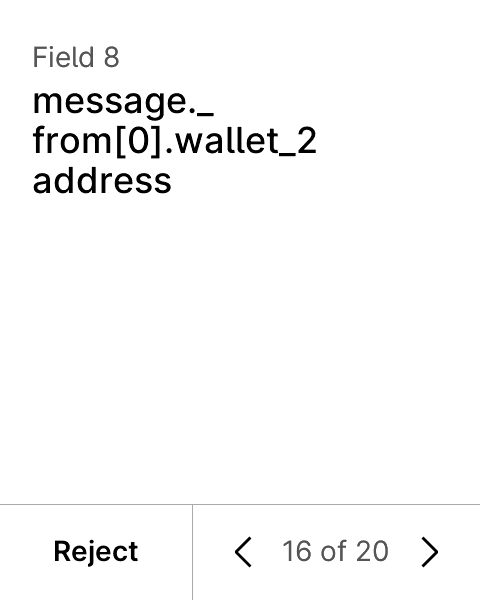 Field 8
message._
from[0].wallet_2
address
Reject
16 of 20